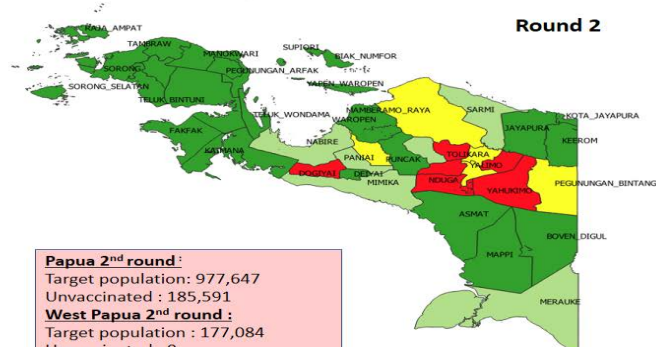 Round 2
RAJA_AMPAT
TAMBRAW
MANOKWARI
SUPIORI
BIAK_NUMFOR
SORONG
PEGUNUNGAN_ARFAK
SORONG_SELATAN
YAPEN_WAROPEN
TELUK_BINTUNI
MAMBERAMO_RAYA
SARMI
TELUK_WONDAMA
WAROPEN
KOTA_JAYAPURA
JAYAPURA
FAKFAK
NABIRE
KEEROM
KAIMANA
PANIAI
PUNCAK
TOLIKARA
YALIMO
DOGIYAI
DEIYAI
MIMIKA
NDUGA
YAHUKIMO
PEGUNUNGAN_BINTANG
ASMAT
BOVEN_DIGUL
MAPPI
MERAUKE
Papua 2nd round :
Target population: 977,647
Unvaccinated : 185,591
West Papua 2nd round :
Target population : 177,084